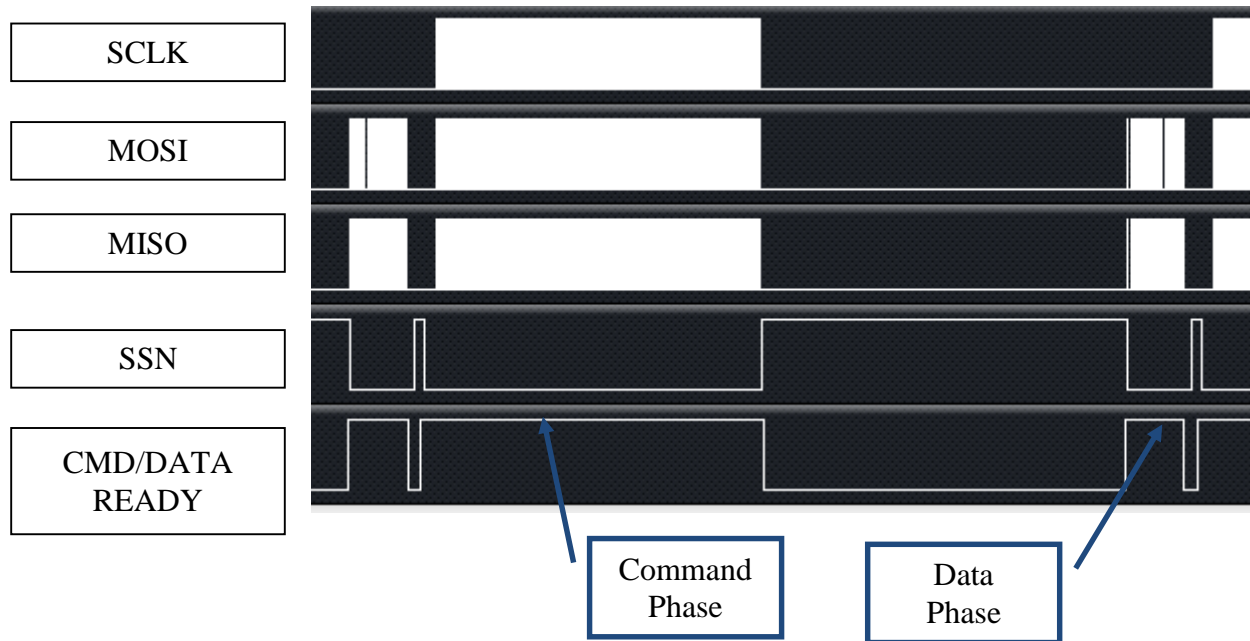 SCLK
MOSI
MISO
SSN
CMD/DATA
READY
Command
Phase
Data
Phase